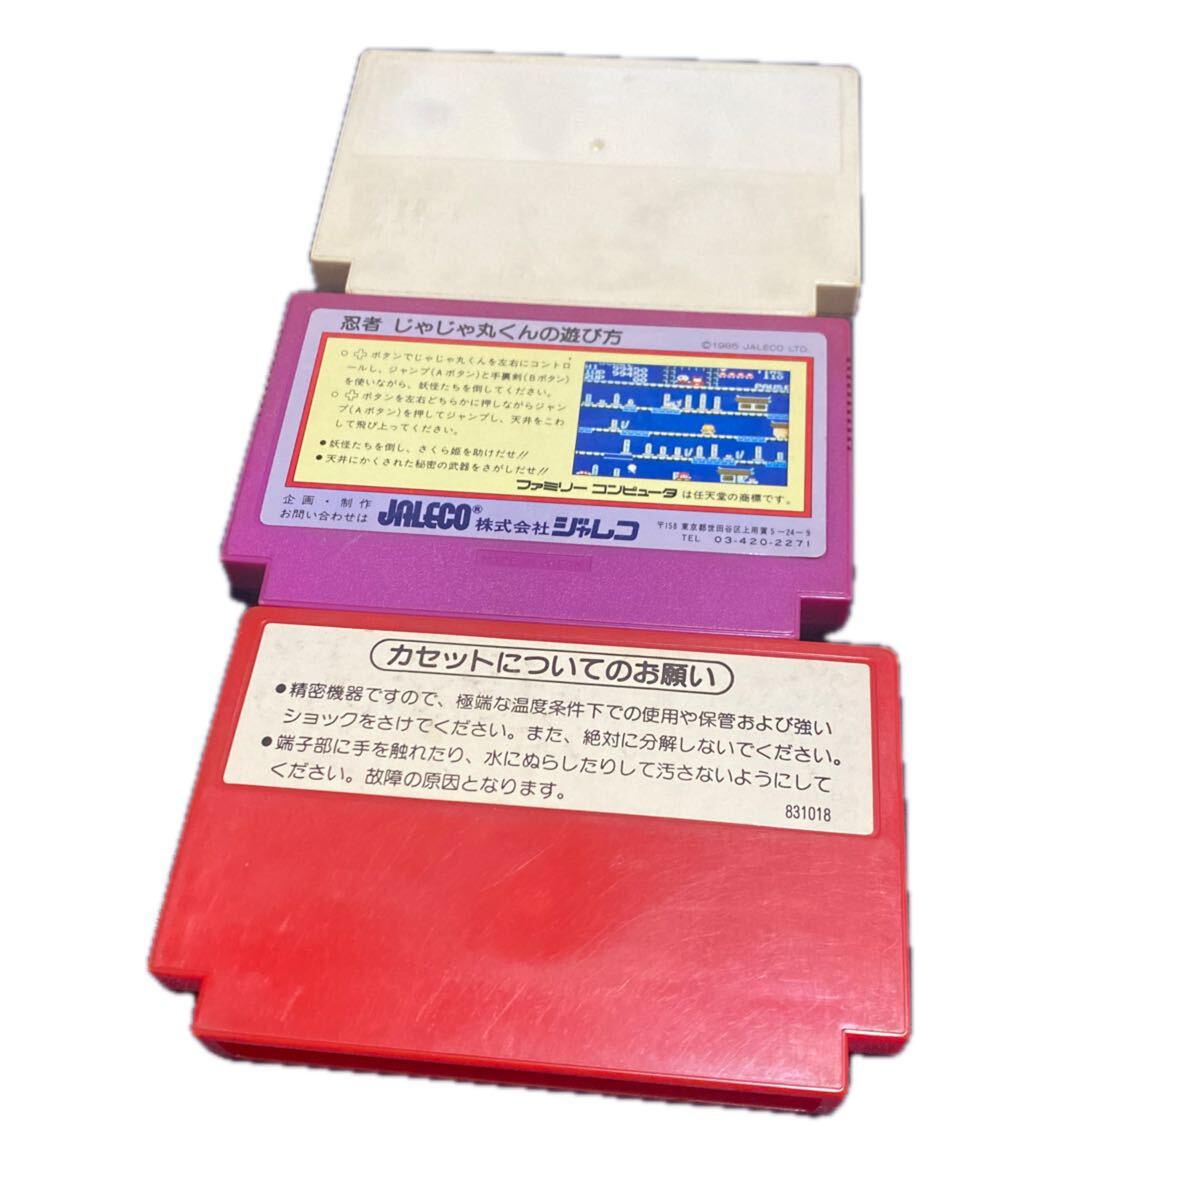 忍者 じゃじゃ丸くんの遊び方
©1985 JALECO LTD.
○ ボタンでじゃじゃ丸くんを左右にコントロ
ールし、ジャンプ(Aボタン)と手裏剣(Bボタン)
を使いながら、妖怪たちを倒してください。
○ ボタンを左右どちらかに押しながらジャン
プ(Aボタン)を押してジャンプし、天井をこわ
して飛び上ってください。
●妖怪たちを倒し、さくら姫を助けだせ!!
●天井にかくされた秘密の武器をさがしだせ!!
ファミリー コンピュータ は任天堂の商標です。
企画・制作
お問い合わせは
JALECO® 株式会社ジャレコ
〒158 東京都世田谷区上用賀5-24-9
TEL 03-420-2271
カセットについてのお願い
●精密機器ですので、極端な温度条件下での使用や保管および強い
ショックをさけてください。また、絶対に分解しないでください。
●端子部に手を触れたり、水にぬらしたりして汚さないようにして
ください。故障の原因となります。
831018